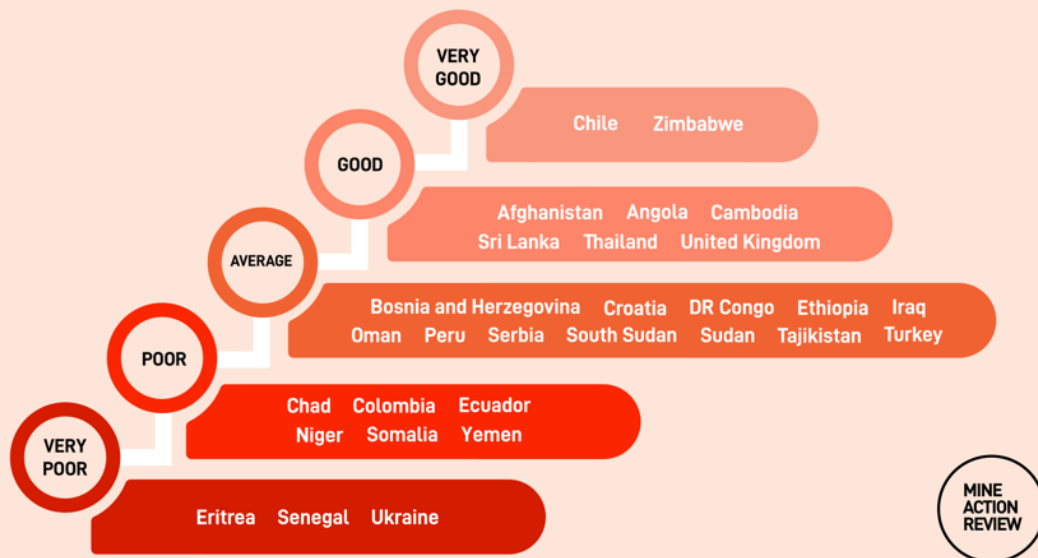 VERY
GOOD
Chile Zimbabwe
GOOD
Afghanistan Angola Cambodia
Sri Lanka Thailand United Kingdom
AVERAGE
Bosnia and Herzegovina Croatia DR Congo Ethiopia Iraq
Oman Peru Serbia South Sudan Sudan Tajikistan Turkey
POOR
Chad Colombia Ecuador
Niger Somalia Yemen
VERY
POOR
Eritrea Senegal Ukraine
MINE
ACTION
REVIEW